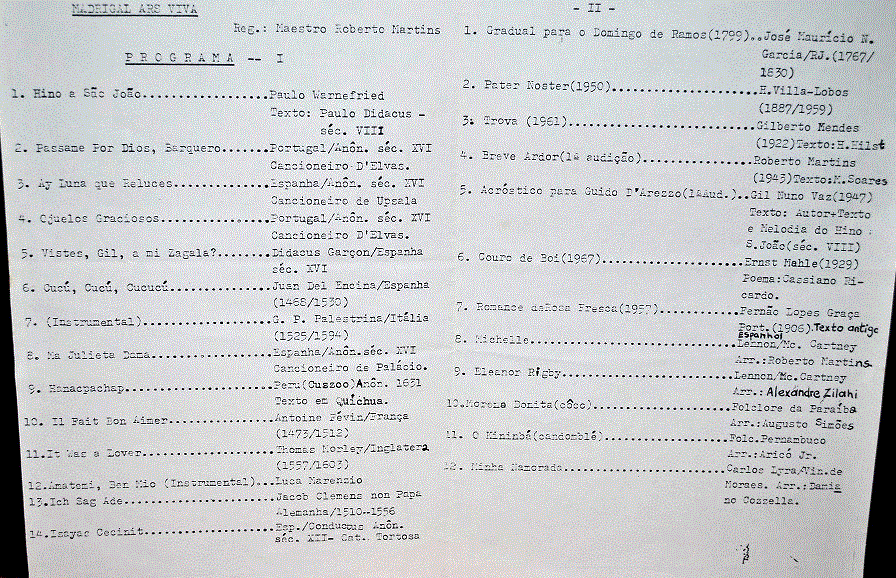 MADRIGAL ARS VIVA
Reg.: Maestro Roberto Martins
P R O G R A M A -- I
1. Hino a São João..................Paulo Warnefried
Texto: Paulo Didacus -
séc. VIII
2. Passame Por Dios, Barquero......Portugal/Anôn. séc. XVI
Cancioneiro D'Elvas.
3. Ay Luna que Reluces.............Espanha/Anôn. séc. XVI
Cancioneiro de Upsala
4. Ojuelos Graciosos...............Portugal/Anôn. séc. XVI
Cancioneiro D'Elvas.
5. Vistes, Gil, a mi Zagala?.......Didacus Garçon/Espanha
séc. XVI
6. Cucú, Cucú, Cucucú..............Juan Del Encina/Espanha
(1468/1530)
7. (Instrumental)..................G. P. Palestrina/Itália
(1525/1594)
8. Ma Julieta Dama.................Espanha/Anôn.séc. XVI
Cancioneiro de Palácio.
9. Hanacpachap.....................Peru(Cuszoo)Anôn. 1631
Texto em Quíchua.
10. Il Fait Bon Aimer..............Antoine Févin/França
(1473/1512)
11.It Was a Lover..................Thomas Morley/Inglatera
(1557/1603)
12.Amatemi, Ben Mio (Instrumental)..Luca Marenzio
13.Ich Sag Ade.....................Jacob Clemens non Papa
Alemanha/1510--1556
14.Isayas Cecinit..................Esp./Conductus Anôn.
séc. XII- Cat. Tortosa
- II -
1. Gradual para o Domingo de Ramos(1799)..José Maurício N.
Garcia/RJ.(1767/
1830)
2. Pater Noster(1950)...................H.Villa-Lobos
(1887/1959)
3. Trova (1961).........................Gilberto Mendes
(1922)Texto:H.Hilst
4. Breve Ardor(1ª audição)..............Roberto Martins
(1943)Texto:M.Soares
5. Acróstico para Guido D'Arezzo(1ªAud.)..Gil Nuno Vaz(1947)
Texto: Autor+Texto
e Melodia do Hino
S.João(séc. VIII)
6. Couro de Boi(1967)...................Ernst Mahle(1929)
Poema:Cassiano Ri-
cardo.
7. Romance daRosa Fresca(1957)..........Fernão Lopes Graça
Port.(1906).Texto antigo
espanhol
8. Michelle.............................Lennon/Mc. Cartney
Arr.:Roberto Martins.
9. Eleanor Rigby........................Lennon/Mc.Cartney
Arr.: Alexandre Zilahi
10.Morena Bonita(côco)..................Folclore da Paraíba
Arr.:Augusto Simões
11. O Mininbá(candomblé)................Folc.Pernambuco
Arr.:Aricó Jr.
12. Minha Namorada......................Carlos Lyra/Vin.de
Moraes. Arr.:Damia
no Cozzella.